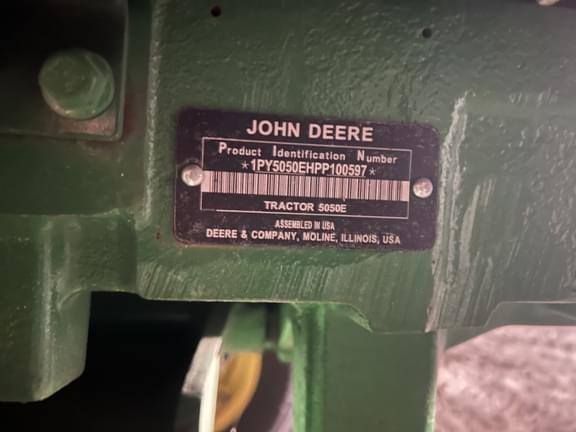 JOHN DEERE
Product Identification Number
*1PY5050EHPP100597*
TRACTOR 5050E
ASSEMBLED IN USA
DEERE & COMPANY, MOLINE, ILLINOIS, USA